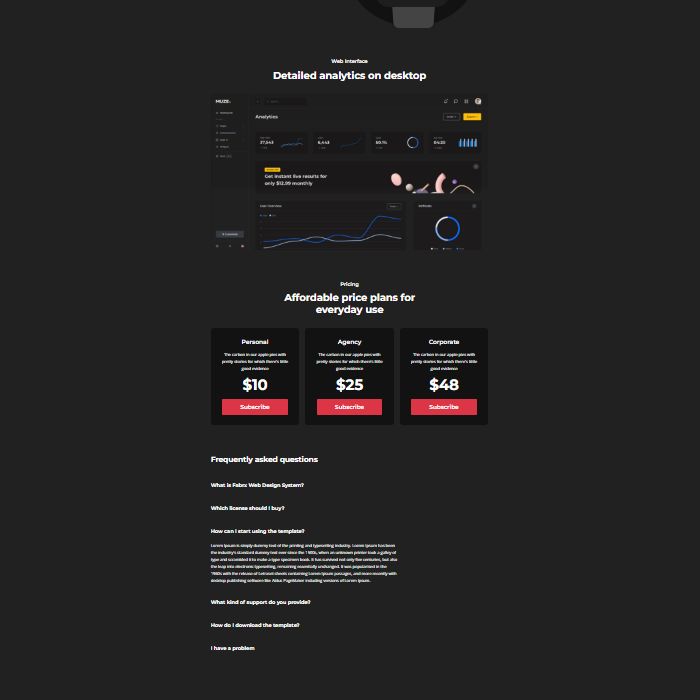 Web Interface
Detailed analytics on desktop
MUZE.
Analytics
37,543
6,443
50.1%
Get instant live results for
only $12.99 monthly
Pricing
Affordable price plans for
everyday use
Personal
The carbon in our apple pies with
pretty stories for which there's little
good evidence
$10
Subscribe
Agency
The carbon in our apple pies with
pretty stories for which there's little
good evidence
$25
Subscribe
Corporate
The carbon in our apple pies with
pretty stories for which there's little
good evidence
$48
Subscribe
Frequently asked questions
What is Fabrx Web Design System?
Which license should I buy?
How can I start using the template?
Lorem Ipsum is simply dummy text of the printing and typesetting industry. Lorem Ipsum has been
the industry's standard dummy text ever since the 1500s, when an unknown printer took a galley of
type and scrambled it to make a type specimen book. It has survived not only five centuries, but also
the leap into electronic typesetting, remaining essentially unchanged. It was popularised in the
1960s with the release of Letraset sheets containing Lorem Ipsum passages, and more recently with
desktop publishing software like Aldus PageMaker including versions of Lorem Ipsum.
What kind of support do you provide?
How do I download the template?
I have a problem